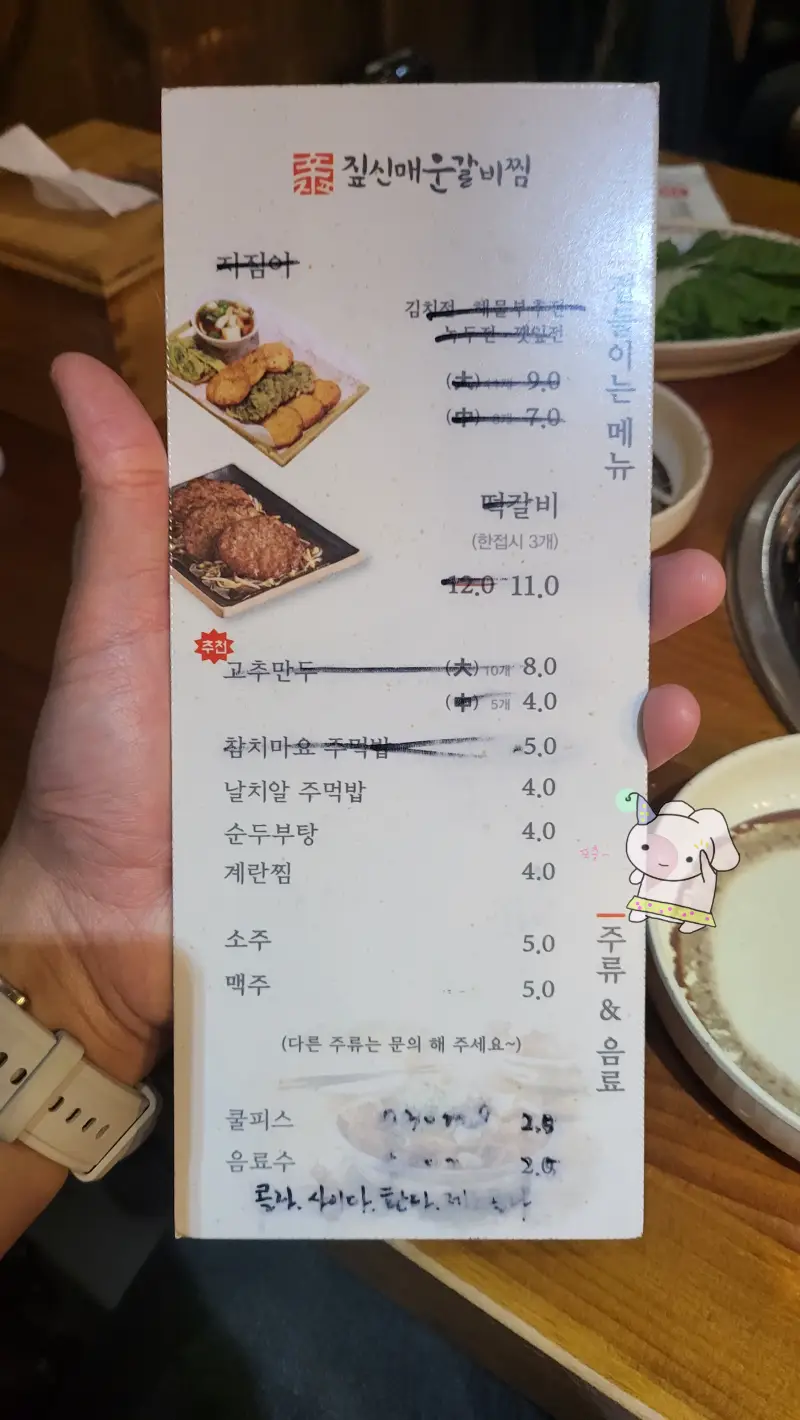 짚신매운갈비찜
지짐이
김치전 해물부추전
녹두전 깻잎전
(大) 9.0
(中) 7.0
떡갈비
(한접시 3개)
12.0 11.0
추천
고추만두 (大) 10개 8.0
(中) 5개 4.0
참치마요 주먹밥 5.0
날치알 주먹밥 4.0
순두부탕 4.0
계란찜 4.0
곁들이는 메뉴
소주 5.0
맥주 5.0
(다른 주류는 문의 해 주세요~)
쿨피스
음료수 2.0
콜라. 사이다. 환타.
주류 & 음료